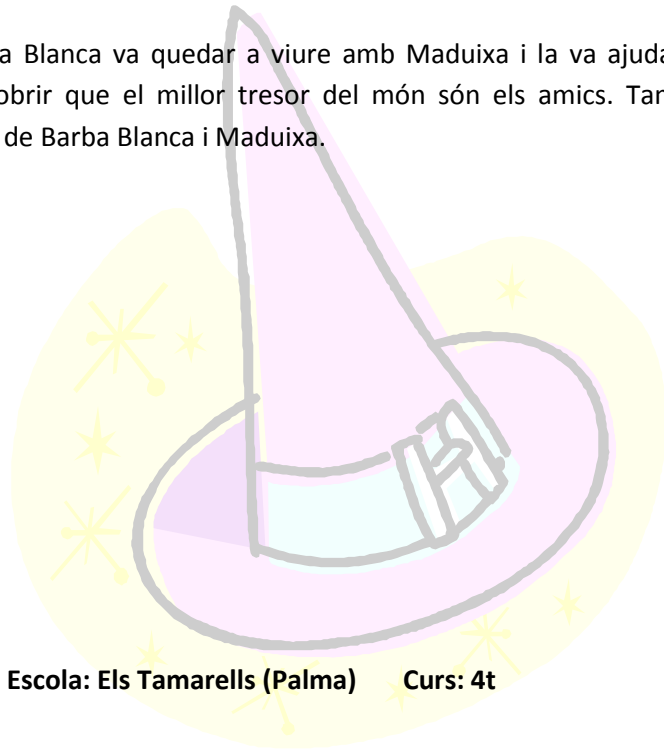 a Blanca va quedar a viure amb Maduixa i la va ajuda
obrir que el millor tresor del món són els amics. Tan
de Barba Blanca i Maduixa.
Escola: Els Tamarells (Palma) Curs: 4t